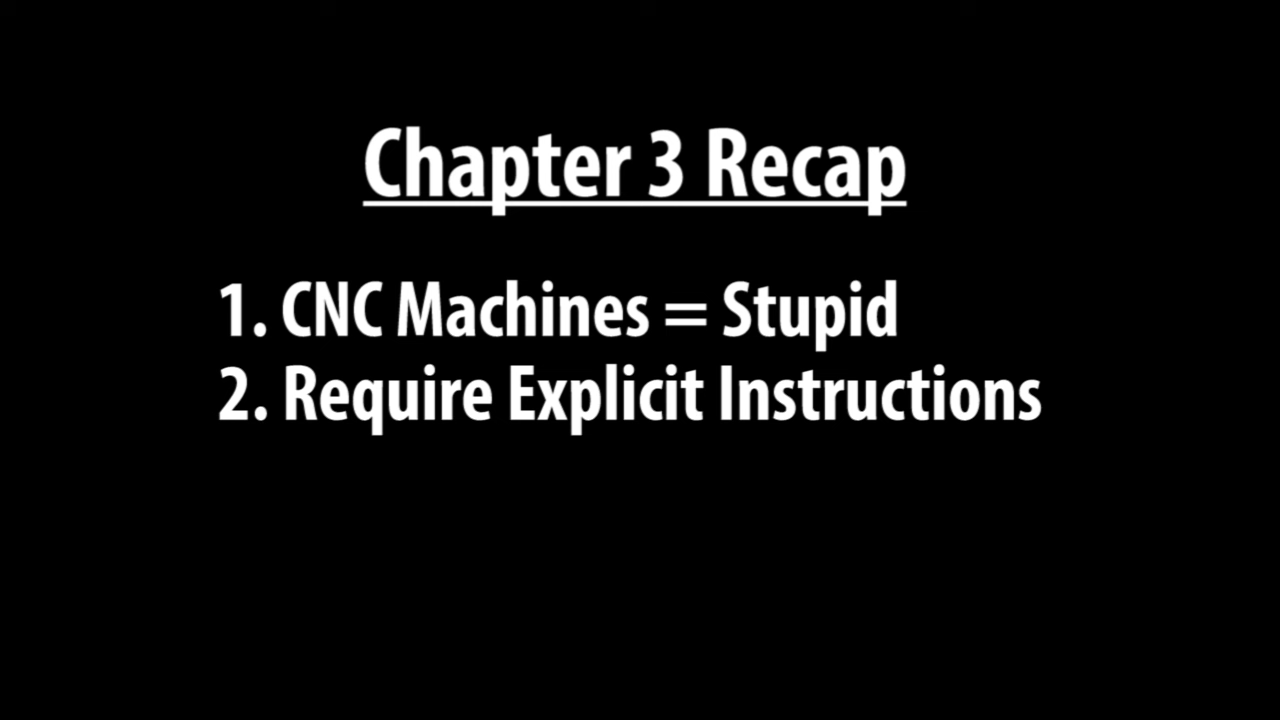 Chapter 3 Recap
1. CNC Machines = Stupid
2. Require Explicit Instructions